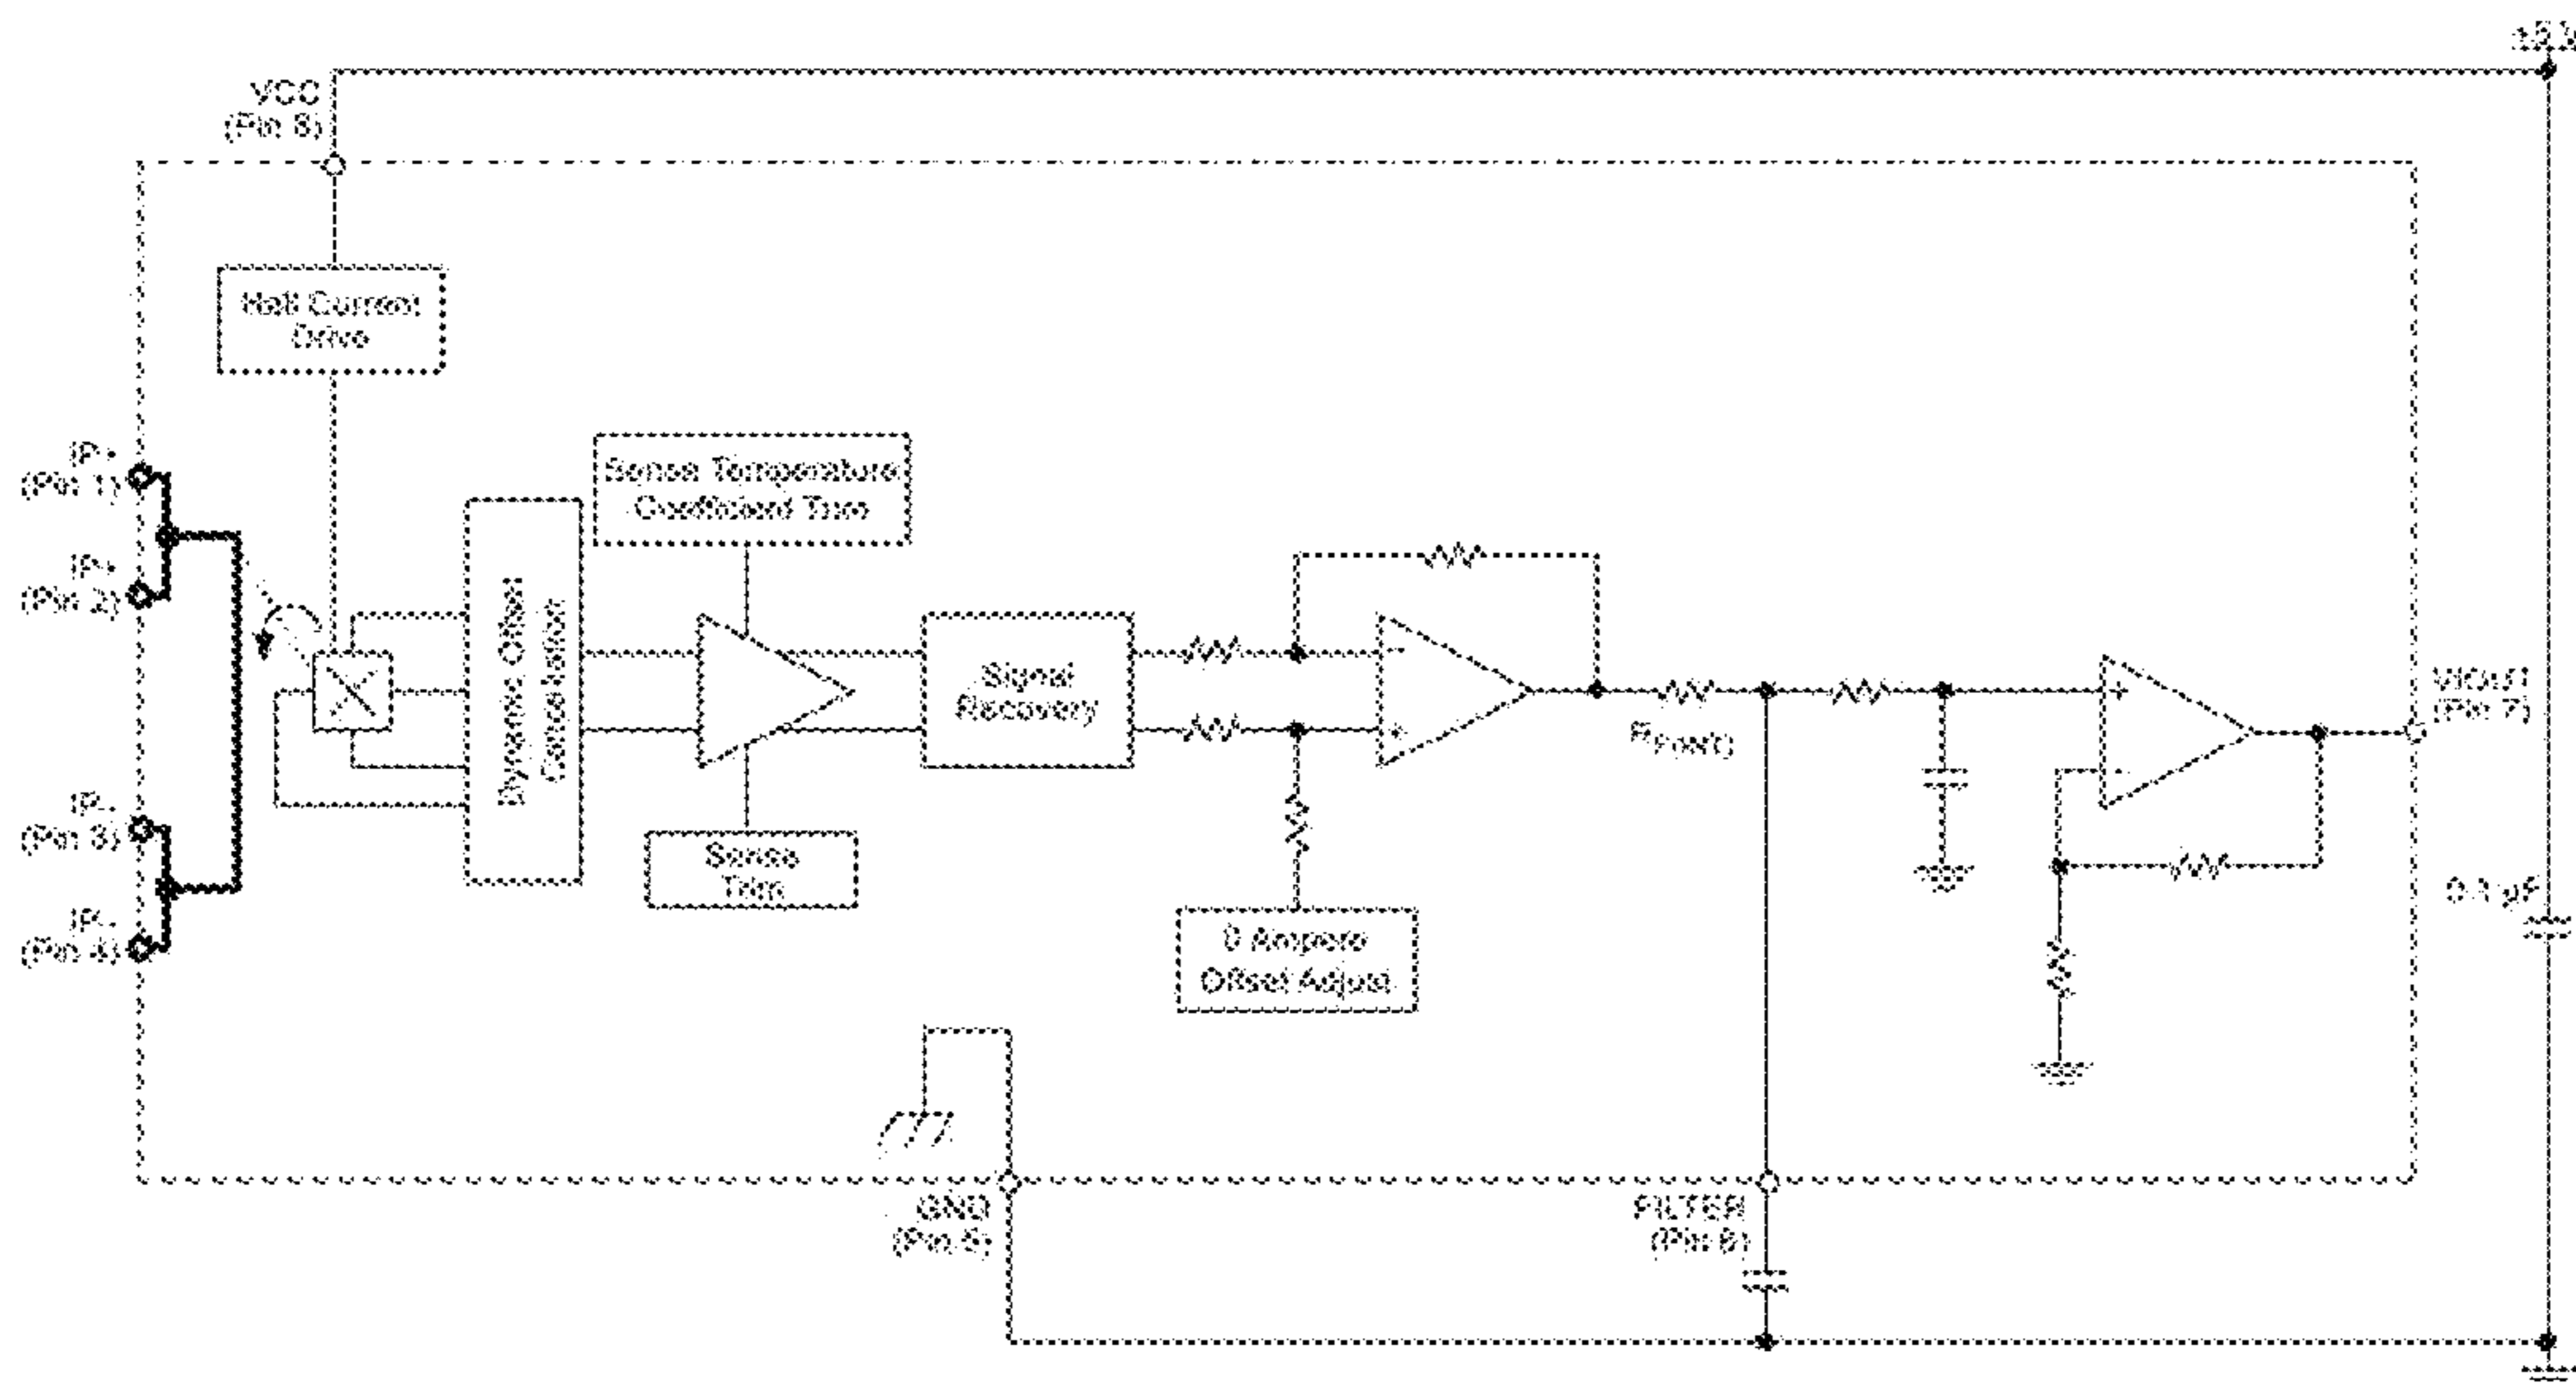 +5 V
VCC
(Pin 8)
Hall Current
Drive
IP+
(Pin 1)
IP+
(Pin 2)
IP-
(Pin 3)
IP-
(Pin 4)
Dynamic Offset
Cancellation
Sense Temperature
Coefficient Trim
Sense
Trim
Signal
Recovery
0 Ampere
Offset Adjust
-
+
RF(INT)
+
-
VIOUT
(Pin 7)
0.1 µF
GND
(Pin 5)
FILTER
(Pin 6)